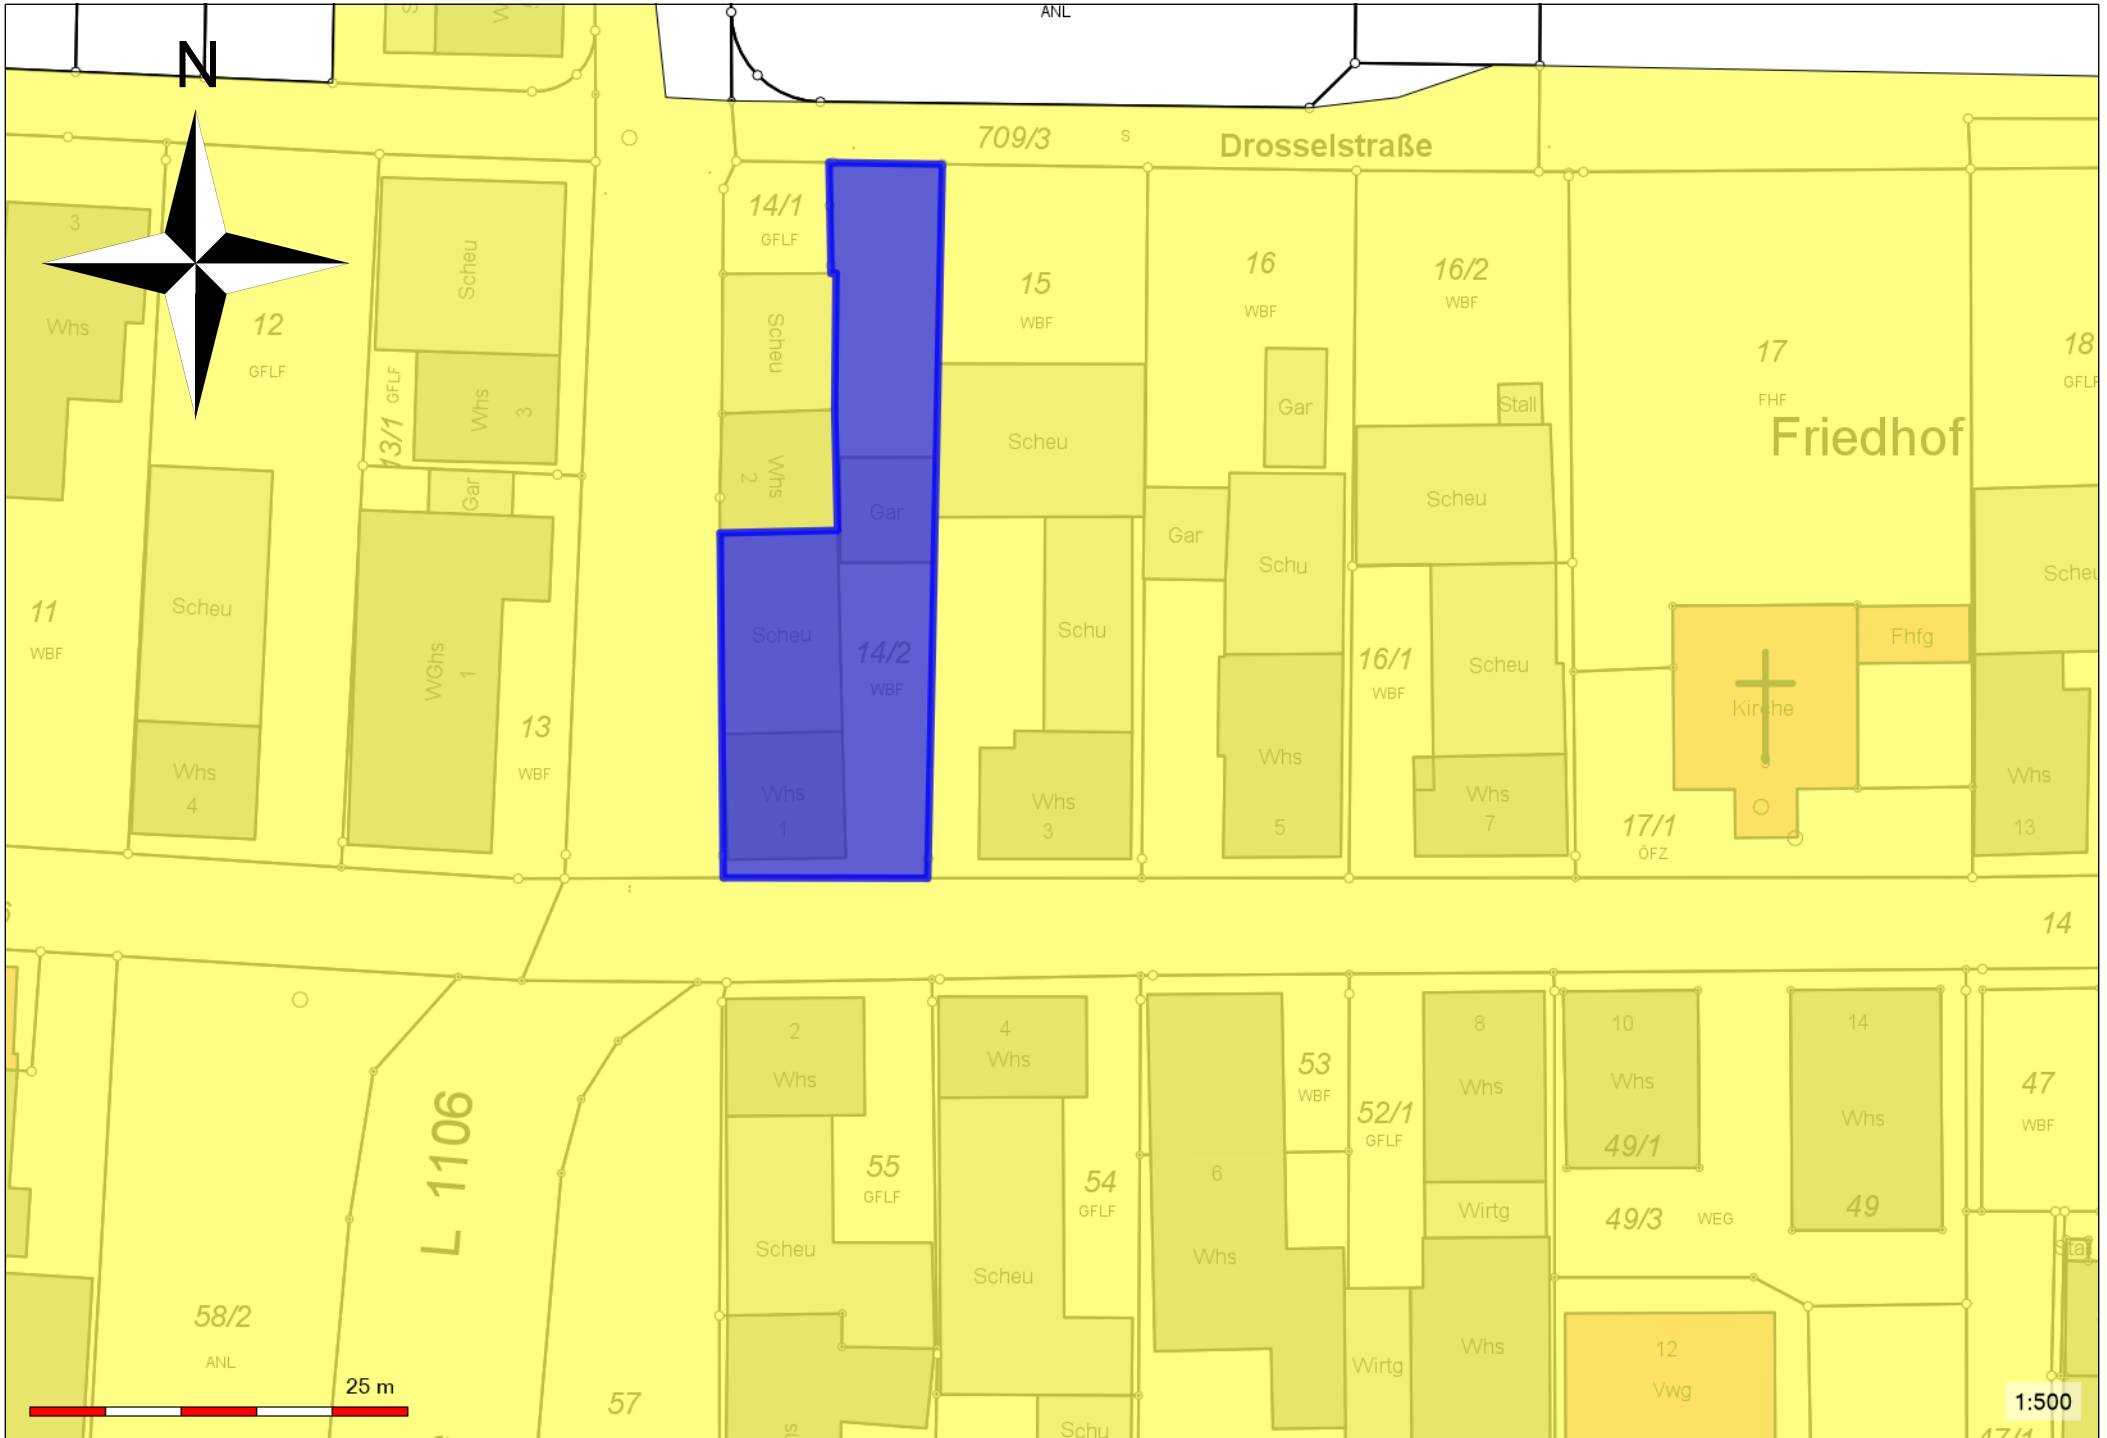 ANL
N
709/3
S
Drosselstraße
3
Whs
12
GFLF
Scheu
13/1
GFLF
Whs
3
Gar
14/1
GFLF
Scheu
Whs
2
Gar
15
WBF
Scheu
16
WBF
Gar
16/2
WBF
Stall
Scheu
17
FHF
Friedhof
18
GFLF
Scheu
11
WBF
Scheu
Whs
4
WGhs
1
13
WBF
Scheu
14/2
WBF
Whs
1
Schu
Whs
3
Gar
Schu
Whs
5
16/1
WBF
Scheu
Whs
7
Kirche
9
Fhfg
17/1
ÖFZ
Whs
13
14
2
Whs
4
Whs
53
WBF
52/1
GFLF
8
Whs
10
Whs
49/1
14
Whs
49
47
WBF
L 1106
55
GFLF
54
GFLF
6
Whs
Wirtg
49/3
WEG
Scheu
Scheu
Stall
58/2
ANL
57
Whs
Wirtg
12
Vwg
25 m
1:500
Schu
47/1